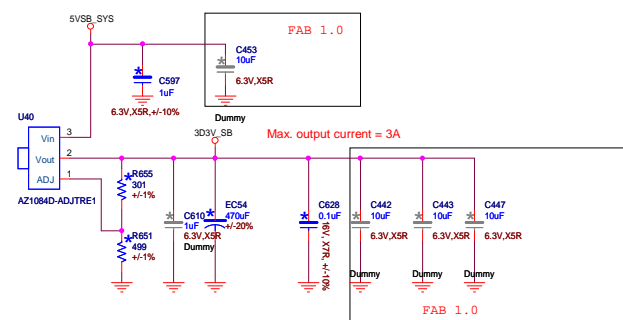 5VSB_SYS
FAB 1.0
C453
10uF
6.3V,X5R
C597
1uF
6.3V,X5R,+/-10%
Dummy
U40
3D3V_SB
Max. output current = 3A
Vin
3
Vout
2
ADJ
1
AZ1084D-ADJTRE1
R655
301
+/-1%
R651
499
+/-1%
C610
1uF
6.3V,X5R
Dummy
EC54
470uF
+/-20%
C628
0.1uF
16V, X7R, +/-10%
C442
10uF
6.3V,X5R
Dummy
C443
10uF
6.3V,X5R
Dummy
C447
10uF
6.3V,X5R
Dummy
FAB 1.0